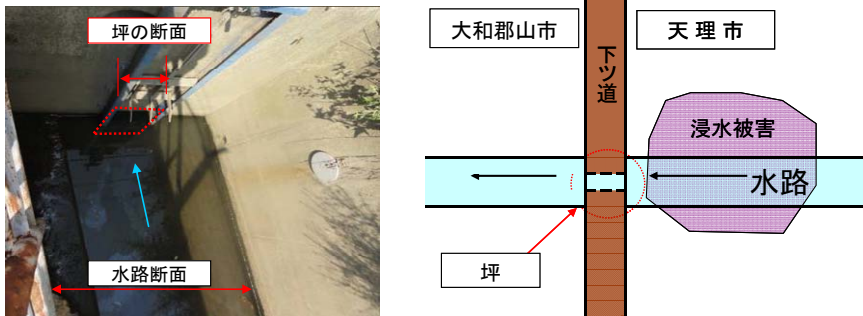 坪の断面
水路断面
大和郡山市
下ツ道
天理市
浸水被害
水路
坪